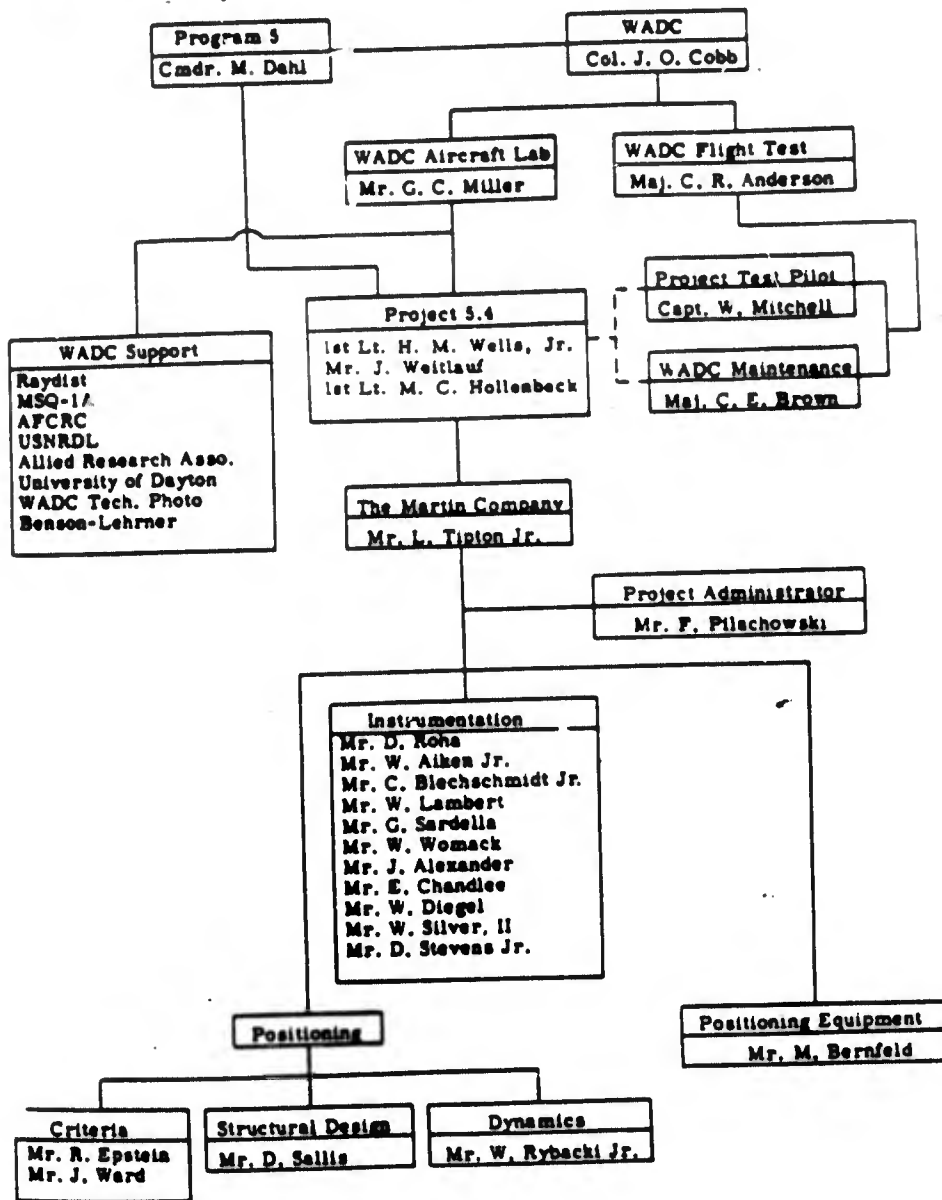 Program 5
Cmdr. M. Dahl
WADC
Col. J. O. Cobb
WADC Aircraft Lab
Mr. G. C. Miller
WADC Flight Test
Maj. C. R. Anderson
Project Test Pilot
Capt. W. Mitchell
Project 5.4
1st Lt. H. M. Wells, Jr.
Mr. J. Weitlauf
1st Lt. M. C. Hollenbeck
WADC Maintenance
Maj. C. E. Brown
WADC Support
Raydist
MSQ-1A
AFCRC
USNRDL
Allied Research Asso.
University of Dayton
WADC Tech. Photo
Benson-Lehrner
The Martin Company
Mr. L. Tipton Jr.
Project Administrator
Mr. F. Pilachowski
Instrumentation
Mr. D. Roha
Mr. W. Aiken Jr.
Mr. C. Blechschmidt Jr.
Mr. W. Lambert
Mr. G. Sardella
Mr. W. Womack
Mr. J. Alexander
Mr. E. Chandlee
Mr. W. Diegel
Mr. W. Silver, II
Mr. D. Stevens Jr.
Positioning
Positioning Equipment
Mr. M. Bernfeld
Criteria
Mr. R. Epstein
Mr. J. Ward
Structural Design
Mr. D. Sallis
Dynamics
Mr. W. Rybacki Jr.